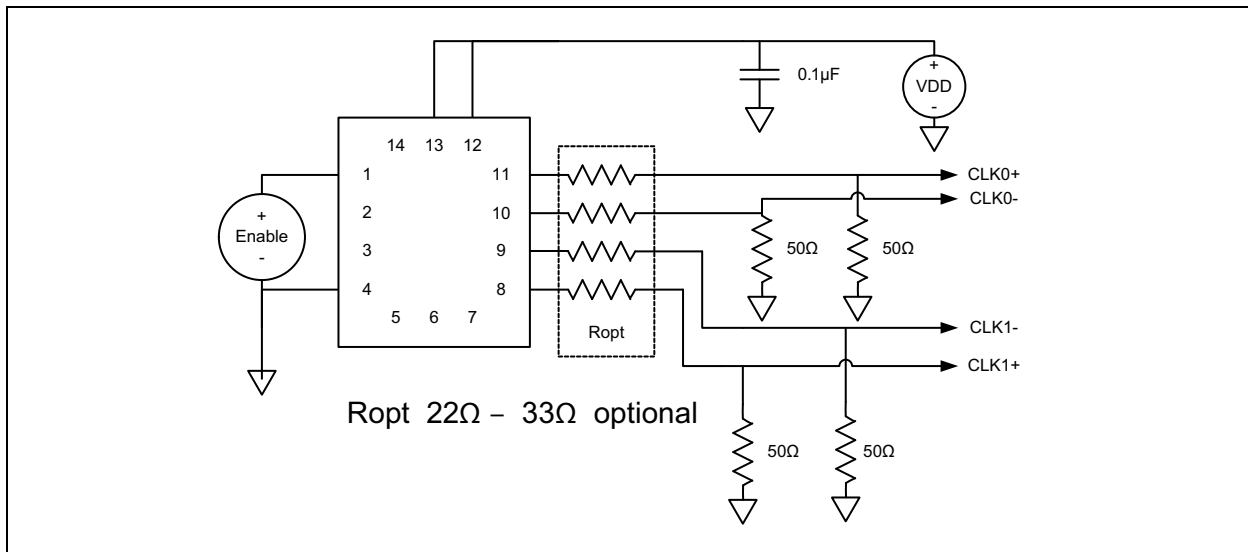 0.1µF
+
VDD
-
14 13 12
1 11
2 10
3 9
4 8
5 6 7
+
Enable
-
CLK0+
CLK0-
50Ω 50Ω
Ropt
CLK1-
CLK1+
Ropt 22Ω – 33Ω optional
50Ω 50Ω